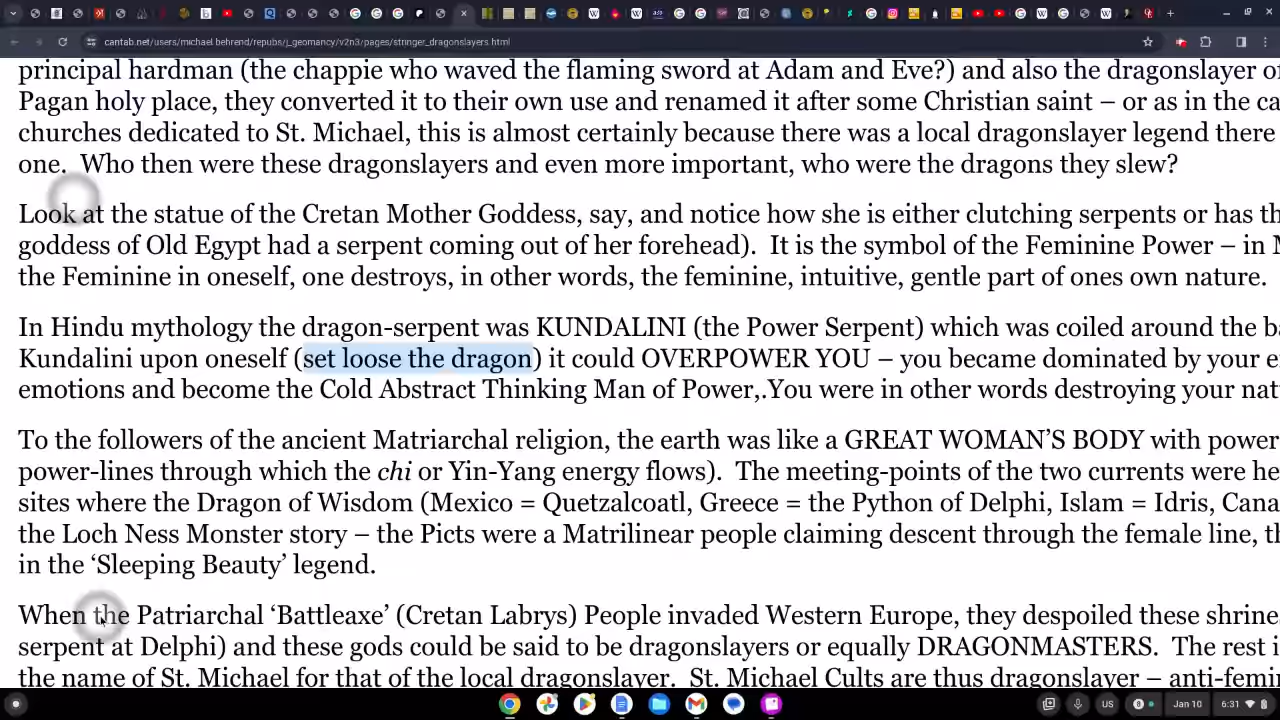 cantab.net/users/michael.behrend/repubs/j_geomancy/v2n3/pages/stringer_dragonslayers.html
principal hardman (the chappie who waved the flaming sword at Adam and Eve?) and also the dragonslayer of
Pagan holy place, they converted it to their own use and renamed it after some Christian saint – or as in the ca
churches dedicated to St. Michael, this is almost certainly because there was a local dragonslayer legend there
one.  Who then were these dragonslayers and even more important, who were the dragons they slew?
Look at the statue of the Cretan Mother Goddess, say, and notice how she is either clutching serpents or has th
goddess of Old Egypt had a serpent coming out of her forehead).  It is the symbol of the Feminine Power – in M
the Feminine in oneself, one destroys, in other words, the feminine, intuitive, gentle part of ones own nature.
In Hindu mythology the dragon-serpent was KUNDALINI (the Power Serpent) which was coiled around the ba
Kundalini upon oneself (set loose the dragon) it could OVERPOWER YOU – you became dominated by your e
emotions and become the Cold Abstract Thinking Man of Power,.You were in other words destroying your nat
To the followers of the ancient Matriarchal religion, the earth was like a GREAT WOMAN’S BODY with power
power-lines through which the chi or Yin-Yang energy flows).  The meeting-points of the two currents were he
sites where the Dragon of Wisdom (Mexico = Quetzalcoatl, Greece = the Python of Delphi, Islam = Idris, Cana
the Loch Ness Monster story – the Picts were a Matrilinear people claiming descent through the female line, th
in the ‘Sleeping Beauty’ legend.
When the Patriarchal ‘Battleaxe’ (Cretan Labrys) People invaded Western Europe, they despoiled these shrine
serpent at Delphi) and these gods could be said to be dragonslayers or equally DRAGONMASTERS.  The rest i
the name of St. Michael for that of the local dragonslayer.  St. Michael Cults are thus dragonslayer – anti-femin
US
Jan 10
6:31